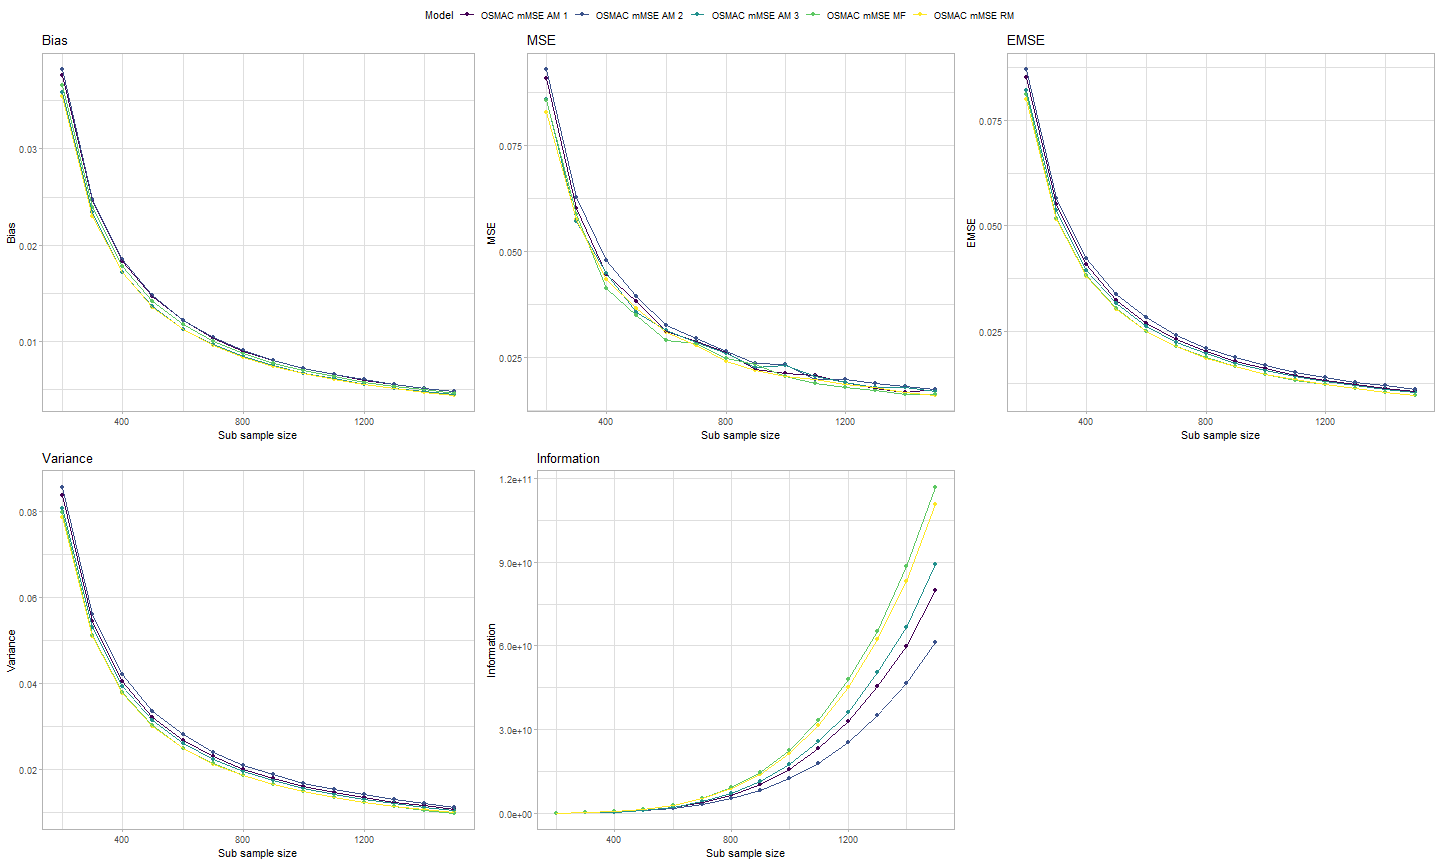 Model OSMAC mMSE AM 1 OSMAC mMSE AM 2 OSMAC mMSE AM 3 OSMAC mMSE MF OSMAC mMSE RM
Bias
0.03
0.02
0.01
Bias
400 800 1200
Sub sample size
MSE
0.075
0.050
0.025
MSE
400 800 1200
Sub sample size
EMSE
0.075
0.050
0.025
EMSE
400 800 1200
Sub sample size
Variance
0.08
0.06
0.04
0.02
Variance
400 800 1200
Sub sample size
Information
1.2e+11
9.0e+10
6.0e+10
3.0e+10
0.0e+00
Information
400 800 1200
Sub sample size